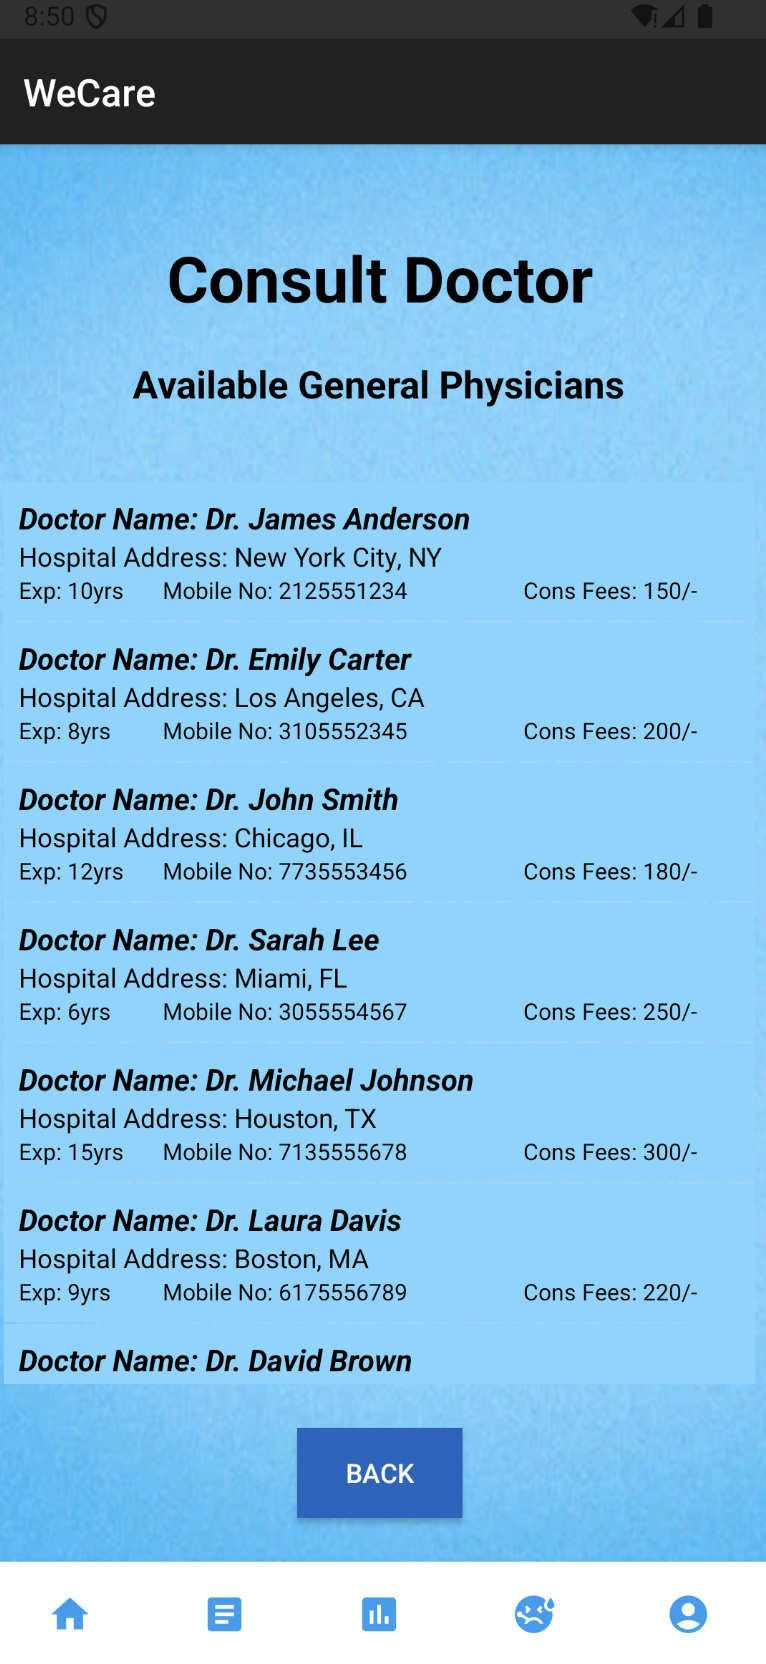 8:50
WeCare
Consult Doctor
Available General Physicians
Doctor Name: Dr. James Anderson
Hospital Address: New York City, NY
Exp: 10yrs Mobile No: 2125551234 Cons Fees: 150/-
Doctor Name: Dr. Emily Carter
Hospital Address: Los Angeles, CA
Exp: 8yrs Mobile No: 3105552345 Cons Fees: 200/-
Doctor Name: Dr. John Smith
Hospital Address: Chicago, IL
Exp: 12yrs Mobile No: 7735553456 Cons Fees: 180/-
Doctor Name: Dr. Sarah Lee
Hospital Address: Miami, FL
Exp: 6yrs Mobile No: 3055554567 Cons Fees: 250/-
Doctor Name: Dr. Michael Johnson
Hospital Address: Houston, TX
Exp: 15yrs Mobile No: 7135555678 Cons Fees: 300/-
Doctor Name: Dr. Laura Davis
Hospital Address: Boston, MA
Exp: 9yrs Mobile No: 6175556789 Cons Fees: 220/-
Doctor Name: Dr. David Brown
BACK